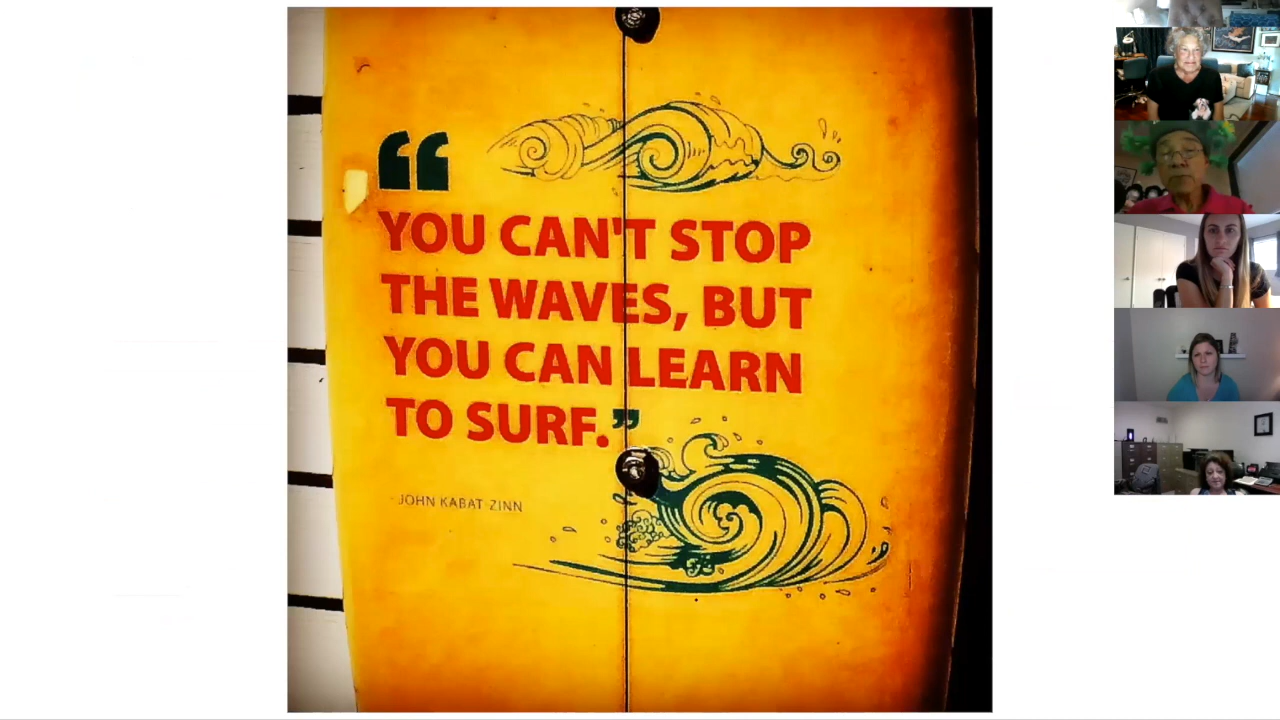 “
YOU CAN'T STOP
THE WAVES, BUT
YOU CAN LEARN
TO SURF.”
- JOHN KABAT-ZINN